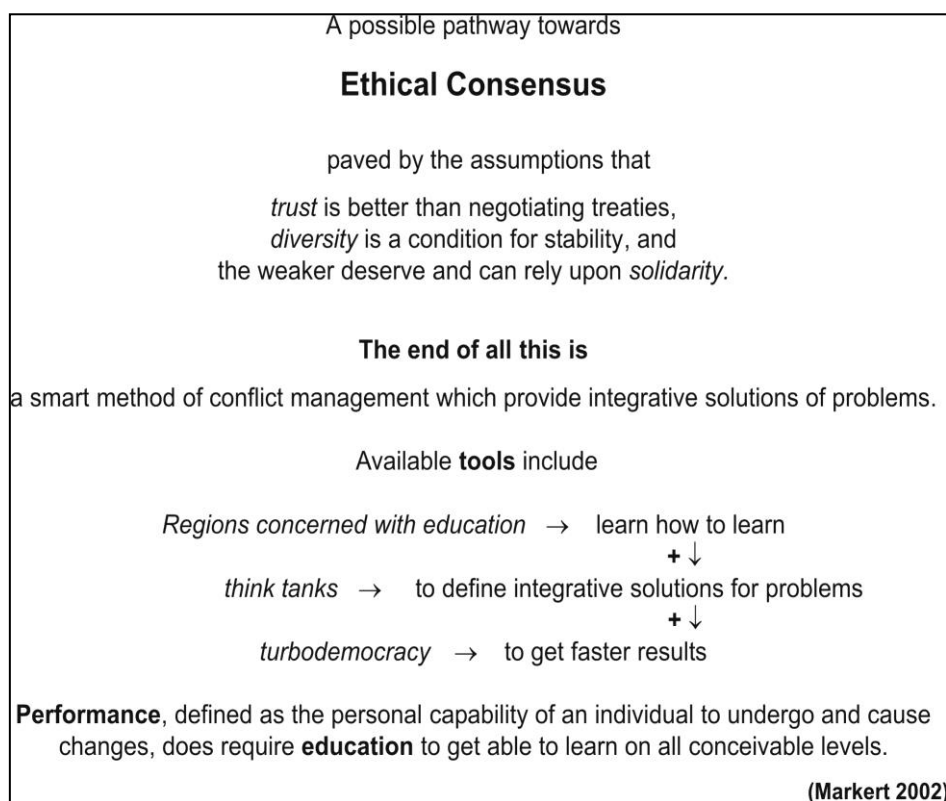 A possible pathway towards
Ethical Consensus
paved by the assumptions that
trust is better than negotiating treaties,
diversity is a condition for stability, and
the weaker deserve and can rely upon solidarity.
The end of all this is
a smart method of conflict management which provide integrative solutions of problems.
Available tools include
Regions concerned with education → learn how to learn
+ ↓
think tanks → to define integrative solutions for problems
+ ↓
turbodemocracy → to get faster results
Performance, defined as the personal capability of an individual to undergo and cause
changes, does require education to get able to learn on all conceivable levels.
(Markert 2002)